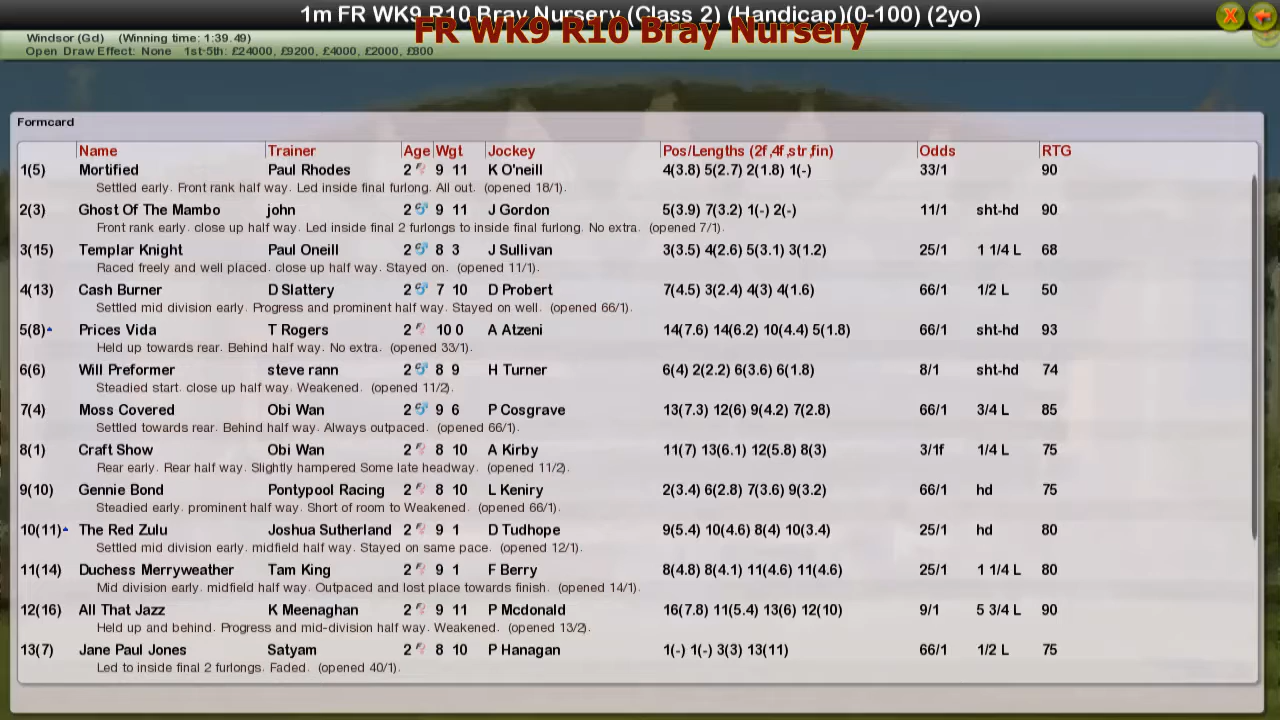 1m FR WK9 R10 Bray Nursery (Class 2) (Handicap)(0-100) (2yo)
FR WK9 R10 Bray Nursery
Windsor (Gd) (Winning time: 1:39.49)
Open Draw Effect: None 1st-5th: £24000, £9200, £4000, £2000, £800
Formcard
Name Trainer Age Wgt Jockey Pos/Lengths (2f,4f,str,fin) Odds RTG
1(5) Mortified Paul Rhodes 2 9 11 K O'neill 4(3.8) 5(2.7) 2(1.8) 1(-) 33/1 90
Settled early. Front rank half way. Led inside final furlong. All out. (opened 18/1).
2(3) Ghost Of The Mambo john 2 9 11 J Gordon 5(3.9) 7(3.2) 1(-) 2(-) 11/1 sht-hd 90
Front rank early. close up half way. Led inside final 2 furlongs to inside final furlong. No extra. (opened 7/1).
3(15) Templar Knight Paul Oneill 2 8 3 J Sullivan 3(3.5) 4(2.6) 5(3.1) 3(1.2) 25/1 1 1/4 L 68
Raced freely and well placed. close up half way. Stayed on. (opened 11/1).
4(13) Cash Burner D Slattery 2 7 10 D Probert 7(4.5) 3(2.4) 4(3) 4(1.6) 66/1 1/2 L 50
Settled mid division early. Progress and prominent half way. Stayed on well. (opened 66/1).
5(8) Prices Vida T Rogers 2 10 0 A Atzeni 14(7.6) 14(6.2) 10(4.4) 5(1.8) 66/1 sht-hd 93
Held up towards rear. Behind half way. No extra. (opened 33/1).
6(6) Will Preformer steve rann 2 8 9 H Turner 6(4) 2(2.2) 6(3.6) 6(1.8) 8/1 sht-hd 74
Steadied start. close up half way. Weakened. (opened 11/2).
7(4) Moss Covered Obi Wan 2 9 6 P Cosgrave 13(7.3) 12(6) 9(4.2) 7(2.8) 66/1 3/4 L 85
Settled towards rear. Behind half way. Always outpaced. (opened 66/1).
8(1) Craft Show Obi Wan 2 8 10 A Kirby 11(7) 13(6.1) 12(5.8) 8(3) 3/1f 1/4 L 75
Rear early. Rear half way. Slightly hampered Some late headway. (opened 11/2).
9(10) Gennie Bond Pontypool Racing 2 8 10 L Keniry 2(3.4) 6(2.8) 7(3.6) 9(3.2) 66/1 hd 75
Steadied early. prominent half way. Short of room to Weakened. (opened 66/1).
10(11) The Red Zulu Joshua Sutherland 2 9 1 D Tudhope 9(5.4) 10(4.6) 8(4) 10(3.4) 25/1 hd 80
Settled mid division early. midfield half way. Stayed on same pace. (opened 12/1).
11(14) Duchess Merryweather Tam King 2 9 1 F Berry 8(4.8) 8(4.1) 11(4.6) 11(4.6) 25/1 1 1/4 L 80
Mid division early. midfield half way. Outpaced and lost place towards finish. (opened 14/1).
12(16) All That Jazz K Meenaghan 2 9 11 P Mcdonald 16(7.8) 11(5.4) 13(6) 12(10) 9/1 5 3/4 L 90
Held up and behind. Progress and mid-division half way. Weakened. (opened 13/2).
13(7) Jane Paul Jones Satyam 2 8 10 P Hanagan 1(-) 1(-) 3(3) 13(11) 66/1 1/2 L 75
Led to inside final 2 furlongs. Faded. (opened 40/1).